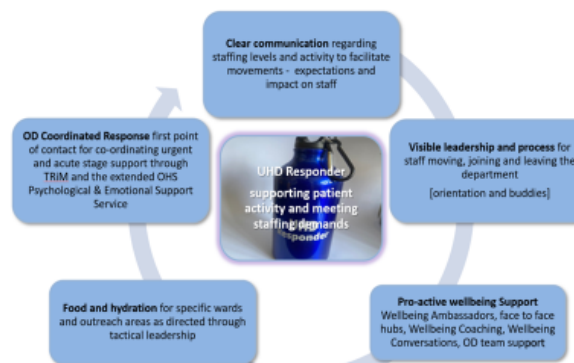 Clear communication regarding
staffing levels and activity to facilitate
movements - expectations and
impact on staff
OD Coordinated Response first point
of contact for co-ordinating urgent
and acute stage support through
TRiM and the extended OHS
Psychological & Emotional Support
Service
UHD Responder
supporting patient
activity and meeting
staffing demands
Responder
Visible leadership and process for
staff moving, joining and leaving the
department
[orientation and buddies]
Food and hydration for specific wards
and outreach areas as directed through
tactical leadership
Pro-active wellbeing Support
Wellbeing Ambassadors, face to face
hubs, Wellbeing Coaching, Wellbeing
Conversations, OD team support